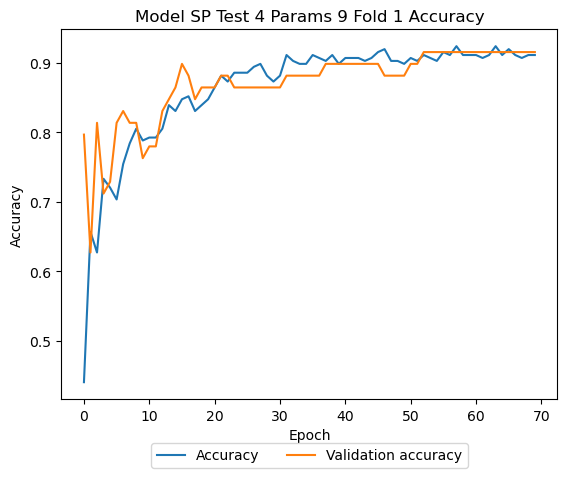 Model SP Test 4 Params 9 Fold 1 Accuracy
Accuracy
0.9
0.8
0.7
0.6
0.5
0 10 20 30 40 50 60 70
Epoch
Accuracy Validation accuracy